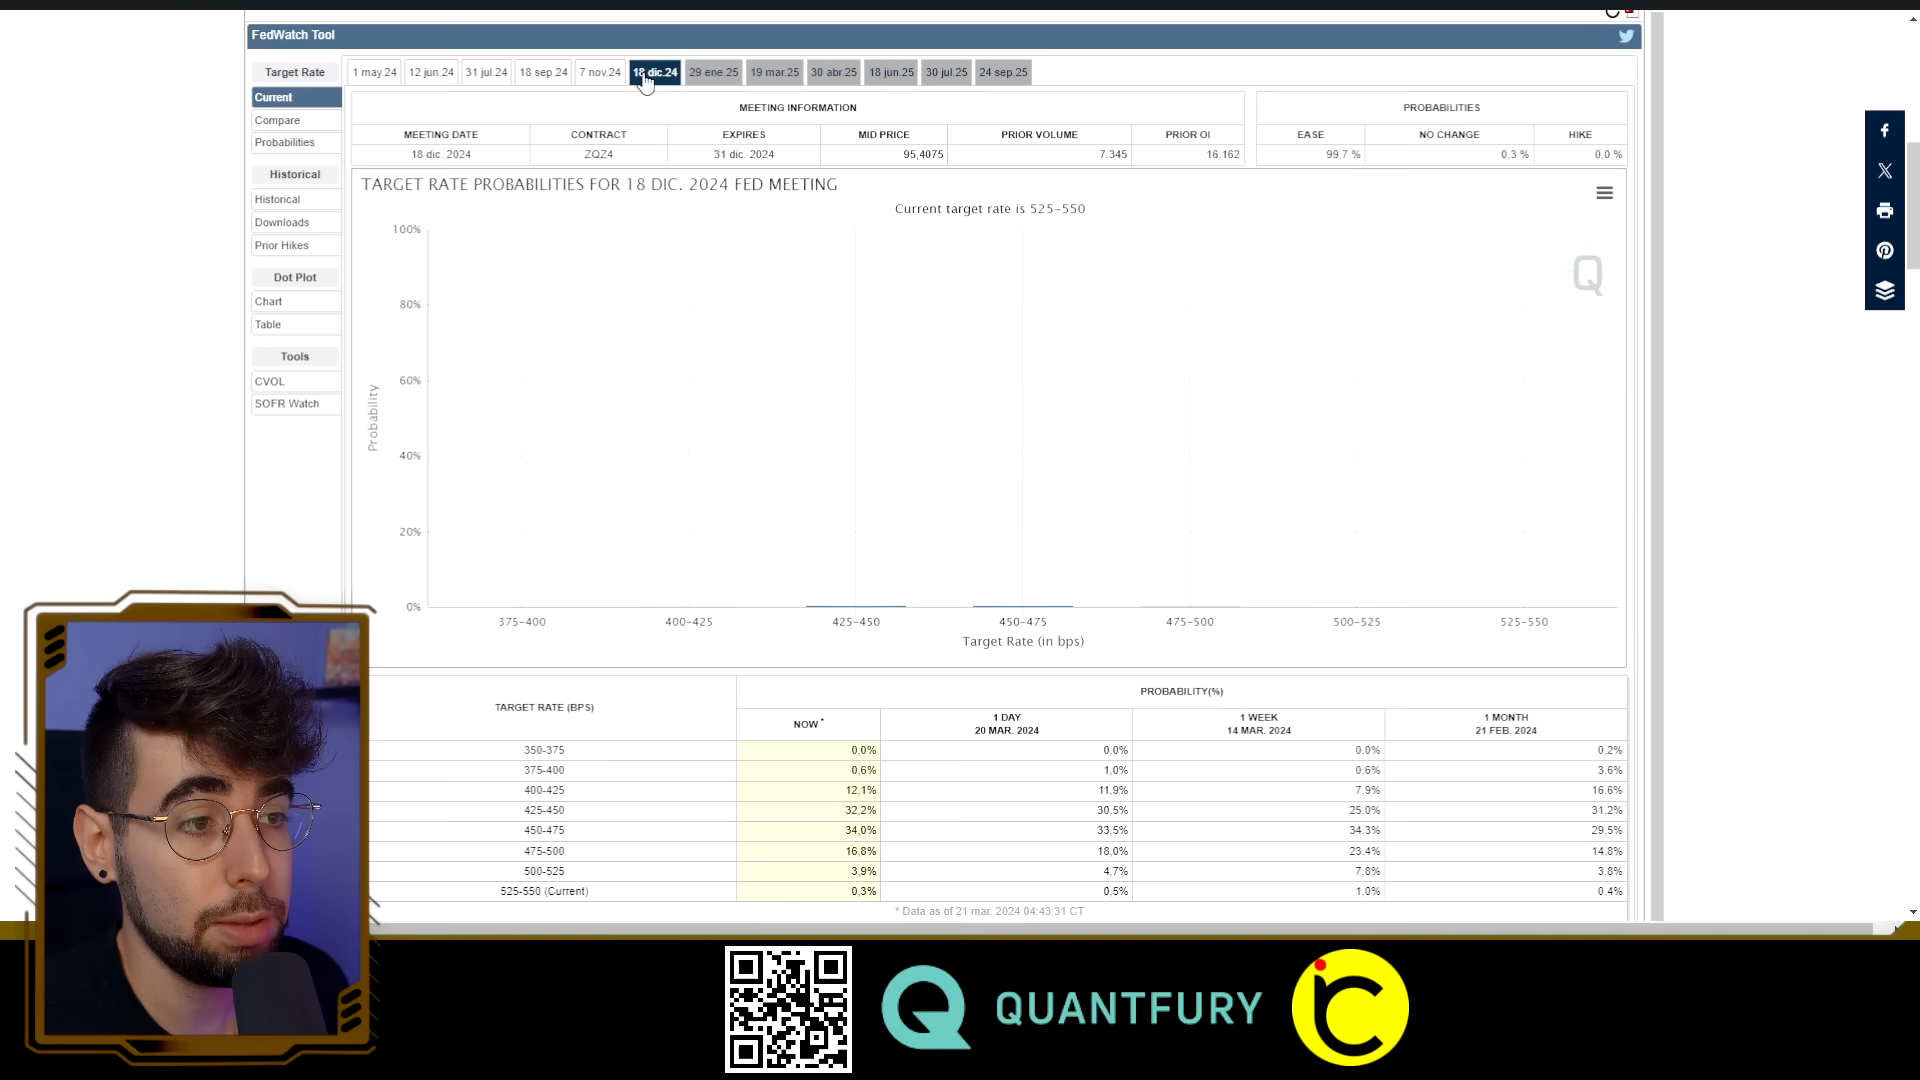 FedWatch Tool
Target Rate
Current
Compare
Probabilities
Historical
Historical
Downloads
Prior Hikes
Dot Plot
Chart
Table
Tools
CVOL
SOFR Watch
1 may.24 12 jun.24 31 jul.24 18 sep.24 7 nov.24 18 dic.24 29 ene.25 19 mar.25 30 abr.25 18 jun.25 30 jul.25 24 sep.25
MEETING INFORMATION
MEETING DATE CONTRACT EXPIRES MID PRICE PRIOR VOLUME PRIOR OI
18 dic. 2024 ZQZ4 31 dic. 2024 95,4075 7.345 16.162
PROBABILITIES
EASE NO CHANGE HIKE
99,7 % 0,3 % 0,0 %
TARGET RATE PROBABILITIES FOR 18 DIC. 2024 FED MEETING
Current target rate is 525-550
Q
100%
80%
60%
40%
20%
0%
Probability
375-400 400-425 425-450 450-475 475-500 500-525 525-550
Target Rate (in bps)
TARGET RATE (BPS)
PROBABILITY(%)
NOW * 1 DAY 20 MAR. 2024 1 WEEK 14 MAR. 2024 1 MONTH 21 FEB. 2024
350-375 0,0% 0.0% 0.0% 0.2%
375-400 0,6% 1,0% 0,6% 3,6%
400-425 12,1% 11,9% 7,9% 16,6%
425-450 32,2% 30,5% 25,0% 31,2%
450-475 34,0% 33,5% 34,3% 29,5%
475-500 16,8% 18,0% 23,4% 14,8%
500-525 3,9% 4,7% 7,8% 3,8%
525-550 (Current) 0,3% 0,5% 1,0% 0,4%
* Data as of 21 mar. 2024 04:43:31 CT
QUANTFURY